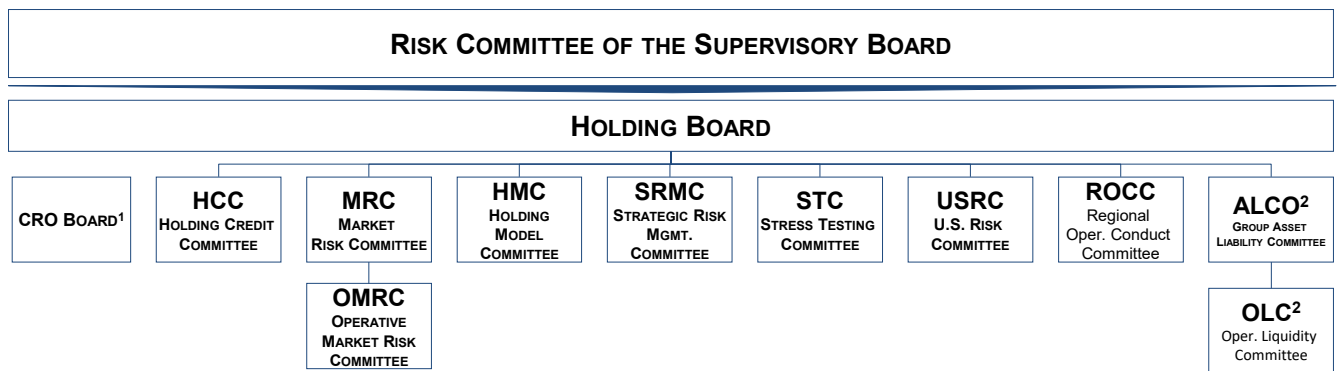 RISK COMMITTEE OF THE SUPERVISORY BOARD
HOLDING BOARD
CRO BOARD¹
HCC
HOLDING CREDIT
COMMITTEE
MRC
MARKET
RISK COMMITTEE
HMC
HOLDING
MODEL
COMMITTEE
SRMC
STRATEGIC RISK
MGMT.
COMMITTEE
STC
STRESS TESTING
COMMITTEE
USRC
U.S. RISK
COMMITTEE
ROCC
Regional
Oper. Conduct
Committee
ALCO²
GROUP ASSET
LIABILITY COMMITTEE
OMRC
OPERATIVE
MARKET RISK
COMMITTEE
OLC²
Oper. Liquidity
Committee